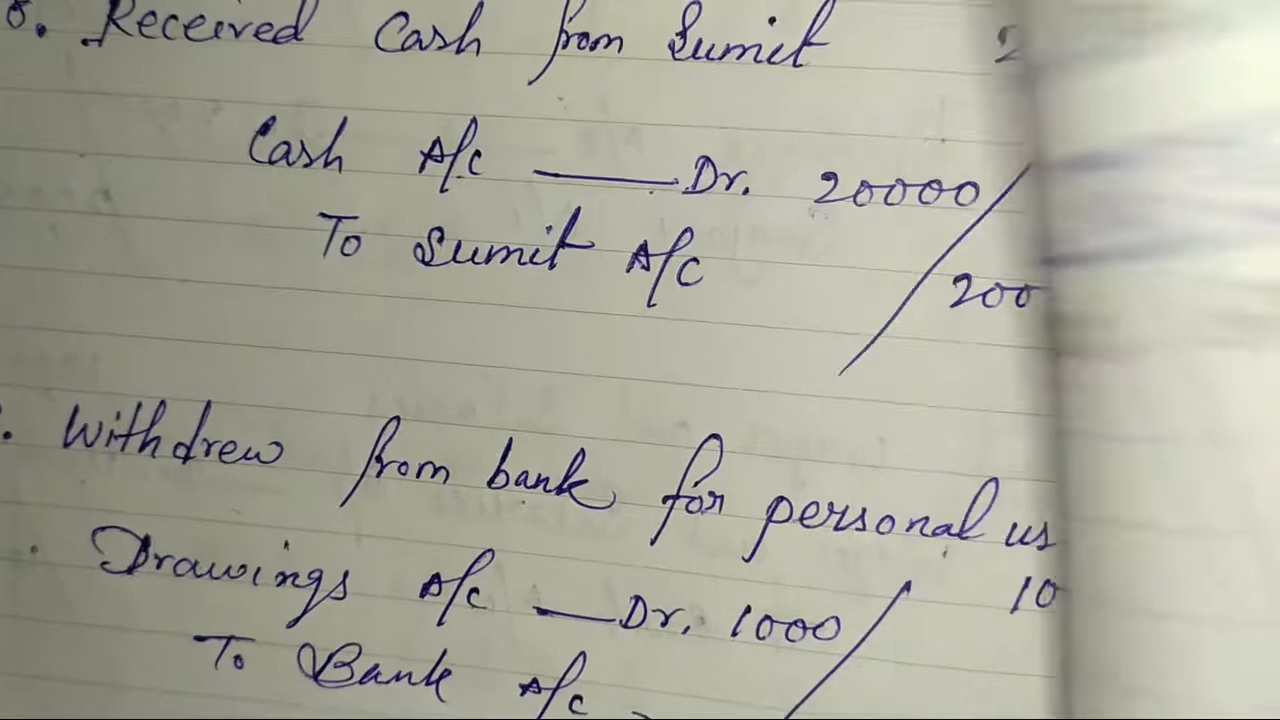 8. Received Cash from Sumit 2
Cash A/c —— Dr. 20000/
To Sumit A/c / 200
. Withdrew from bank for personal us
10
Drawings A/c — Dr. 1000/
To Bank A/c